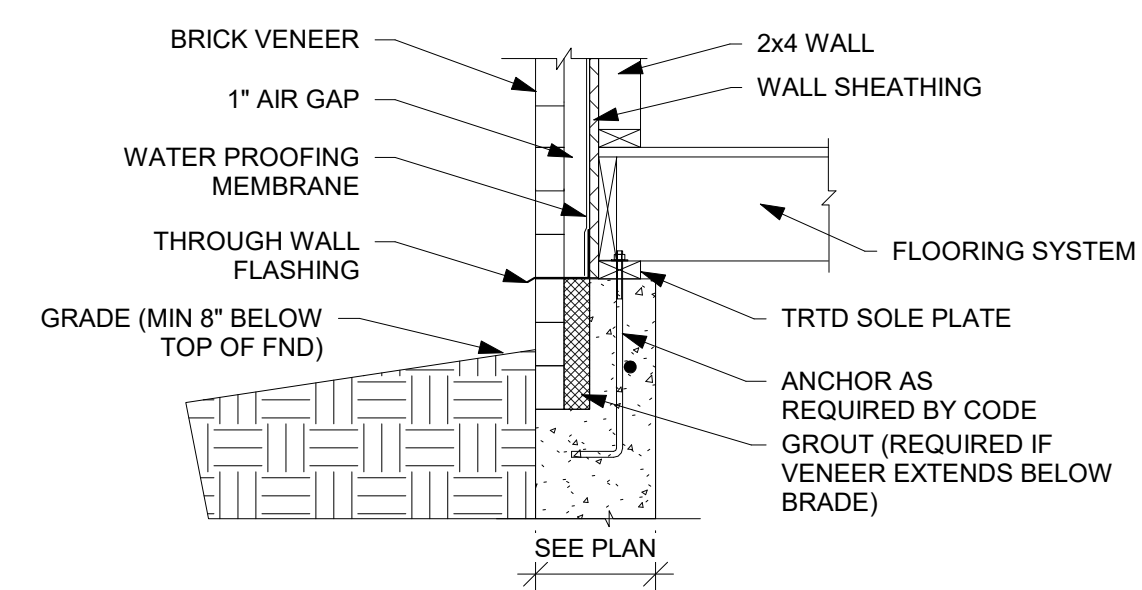 BRICK VENEER
1" AIR GAP
WATER PROOFING
MEMBRANE
THROUGH WALL
FLASHING
GRADE (MIN 8" BELOW
TOP OF FND)
2x4 WALL
WALL SHEATHING
FLOORING SYSTEM
TRTD SOLE PLATE
ANCHOR AS
REQUIRED BY CODE
GROUT (REQUIRED IF
VENEER EXTENDS BELOW
BRADE)
SEE PLAN